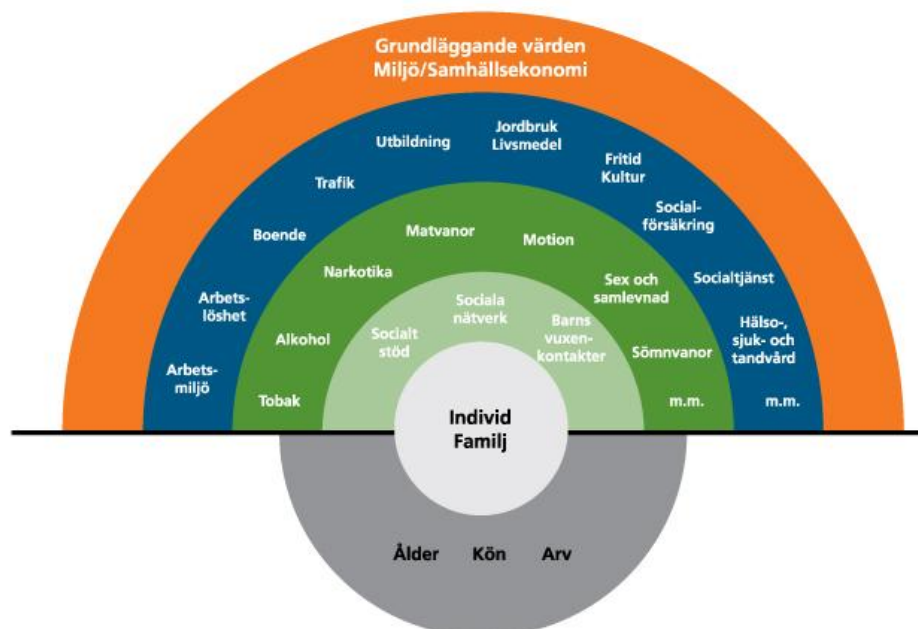 Grundläggande värden
Miljö/Samhällsekonomi
Arbets-
miljö
Arbets-
löshet
Boende
Trafik
Utbildning
Jordbruk
Livsmedel
Fritid
Kultur
Social-
försäkring
Socialtjänst
Hälso-,
sjuk- och
tandvård
m.m.
Tobak
Alkohol
Narkotika
Matvanor
Motion
Sex och
samlevnad
Sömnvanor
m.m.
Socialt
stöd
Sociala
nätverk
Barns
vuxen-
kontakter
Individ
Familj
Ålder Kön Arv